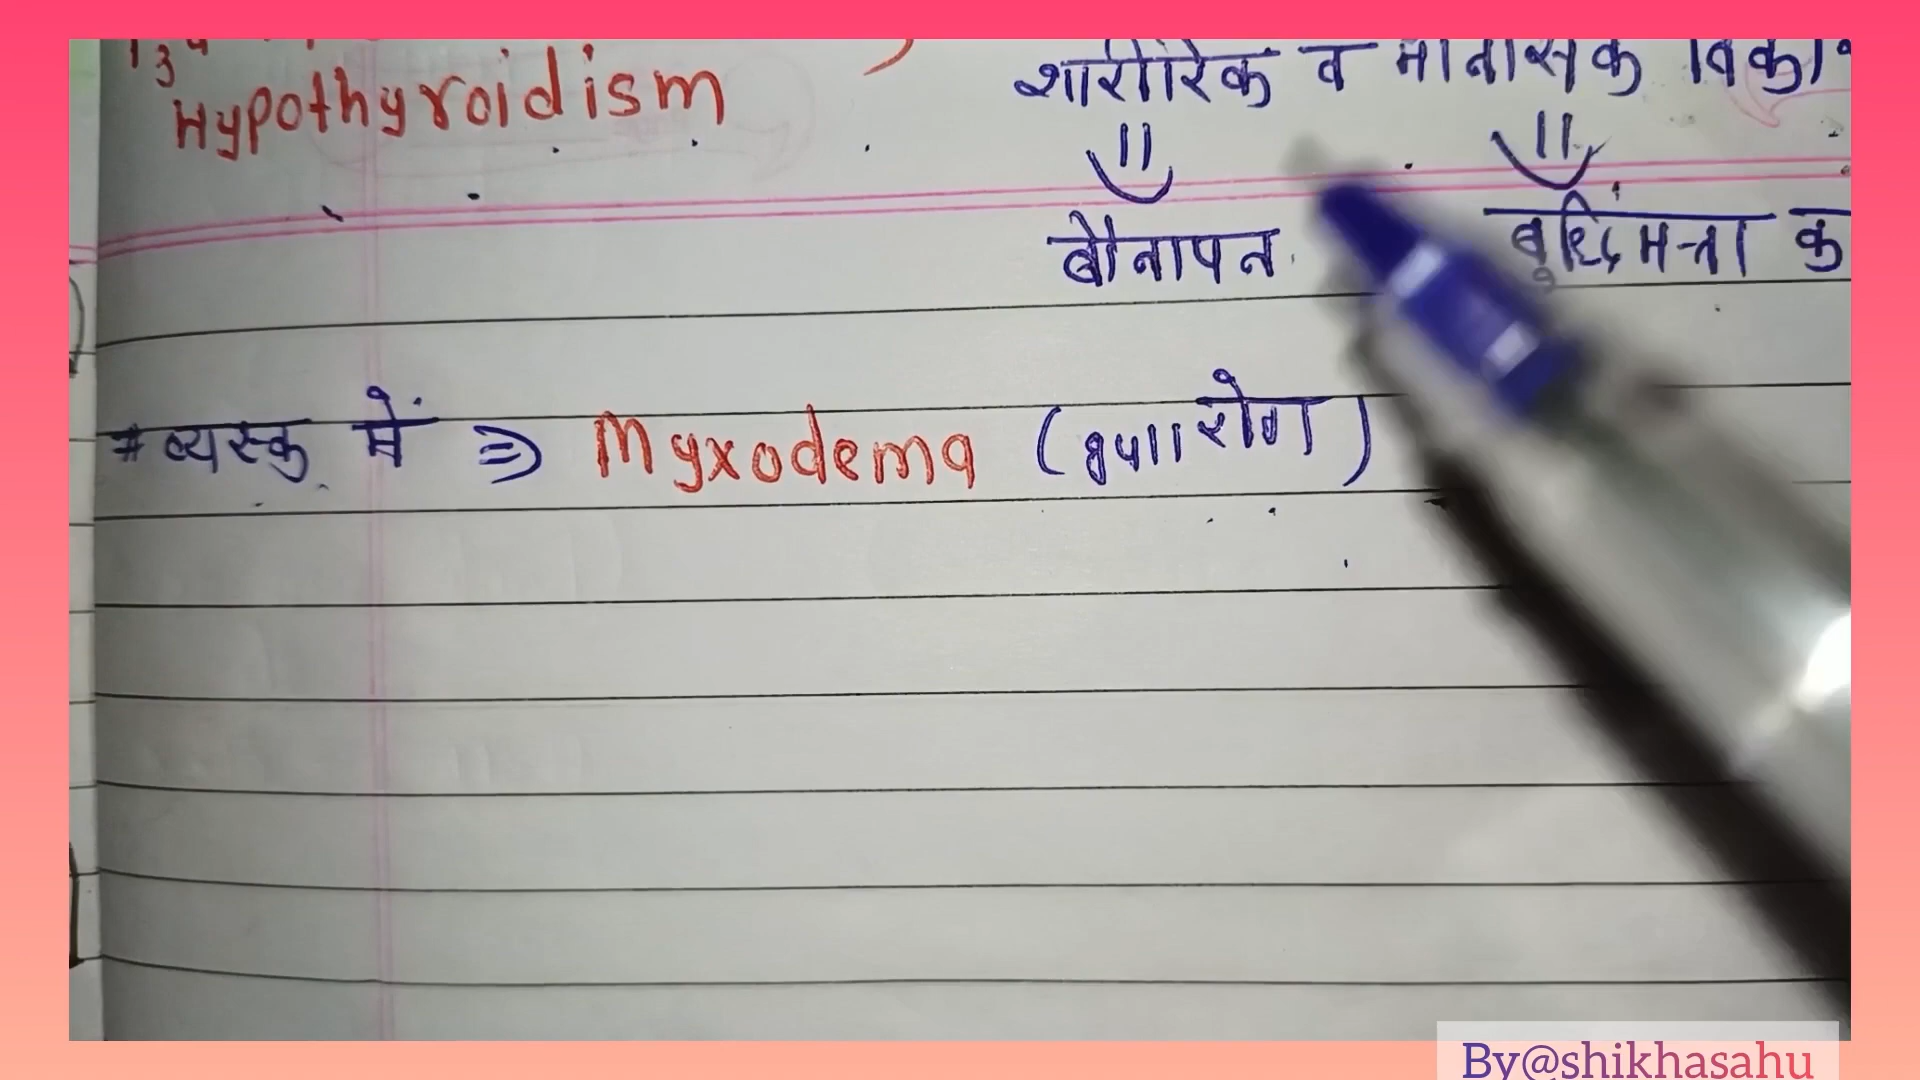 Hypothyroidism
शारीरिक व मानसिक
बौनापन
बुद्धिमत्ता
# व्यस्क में ⇒ Myxodema ( रोग )
By@shikhasahu